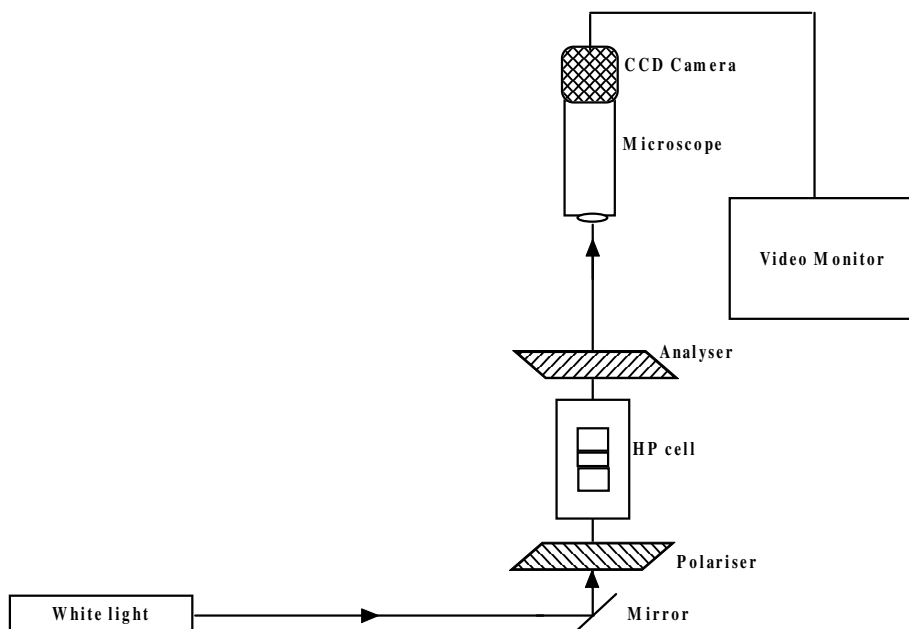 CCD Camera
Microscope
Video Monitor
Analyser
HP cell
Polariser
White light
Mirror